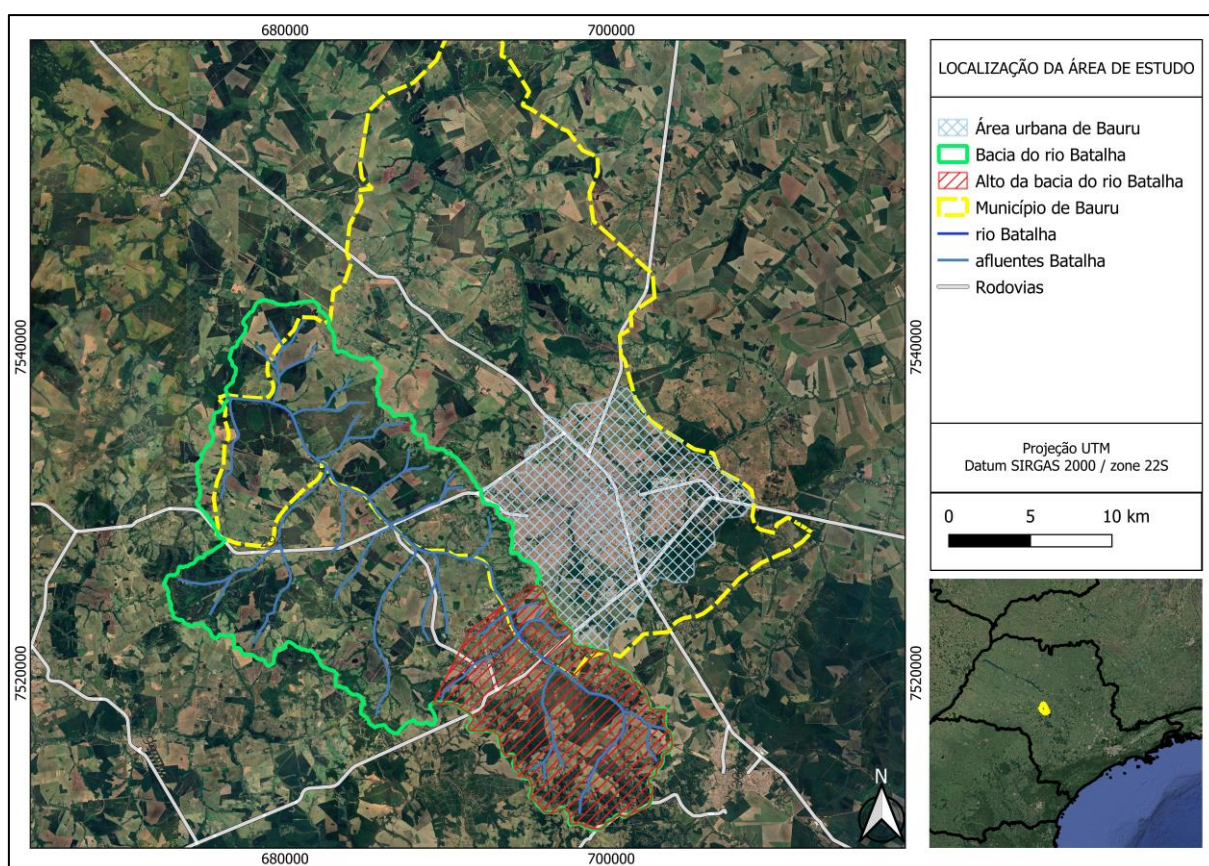 680000
700000
7540000
7520000
7540000
7520000
680000
700000
N
LOCALIZAÇÃO DA ÁREA DE ESTUDO
Área urbana de Bauru
Bacia do rio Batalha
Alto da bacia do rio Batalha
Município de Bauru
rio Batalha
afluentes Batalha
Rodovias
Projeção UTM
Datum SIRGAS 2000 / zone 22S
0 5 10 km